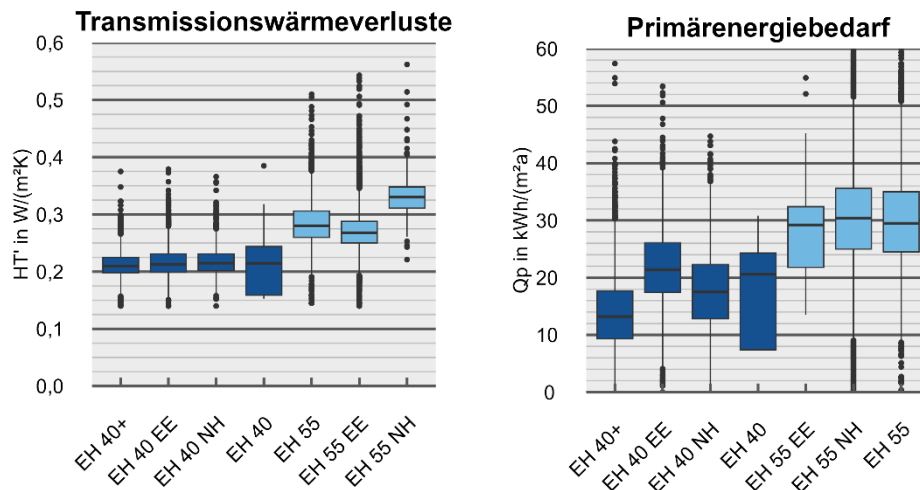 Transmissionswärmeverluste
HT' in W/(m²K)
0,6
0,5
0,4
0,3
0,2
0,1
0,0
EH 40+
EH 40 EE
EH 40 NH
EH 40
EH 55
EH 55 EE
EH 55 NH
Primärenergiebedarf
Qp in kWh/(m²a)
60
50
40
30
20
10
0
EH 40+
EH 40 EE
EH 40 NH
EH 40
EH 55 EE
EH 55 NH
EH 55